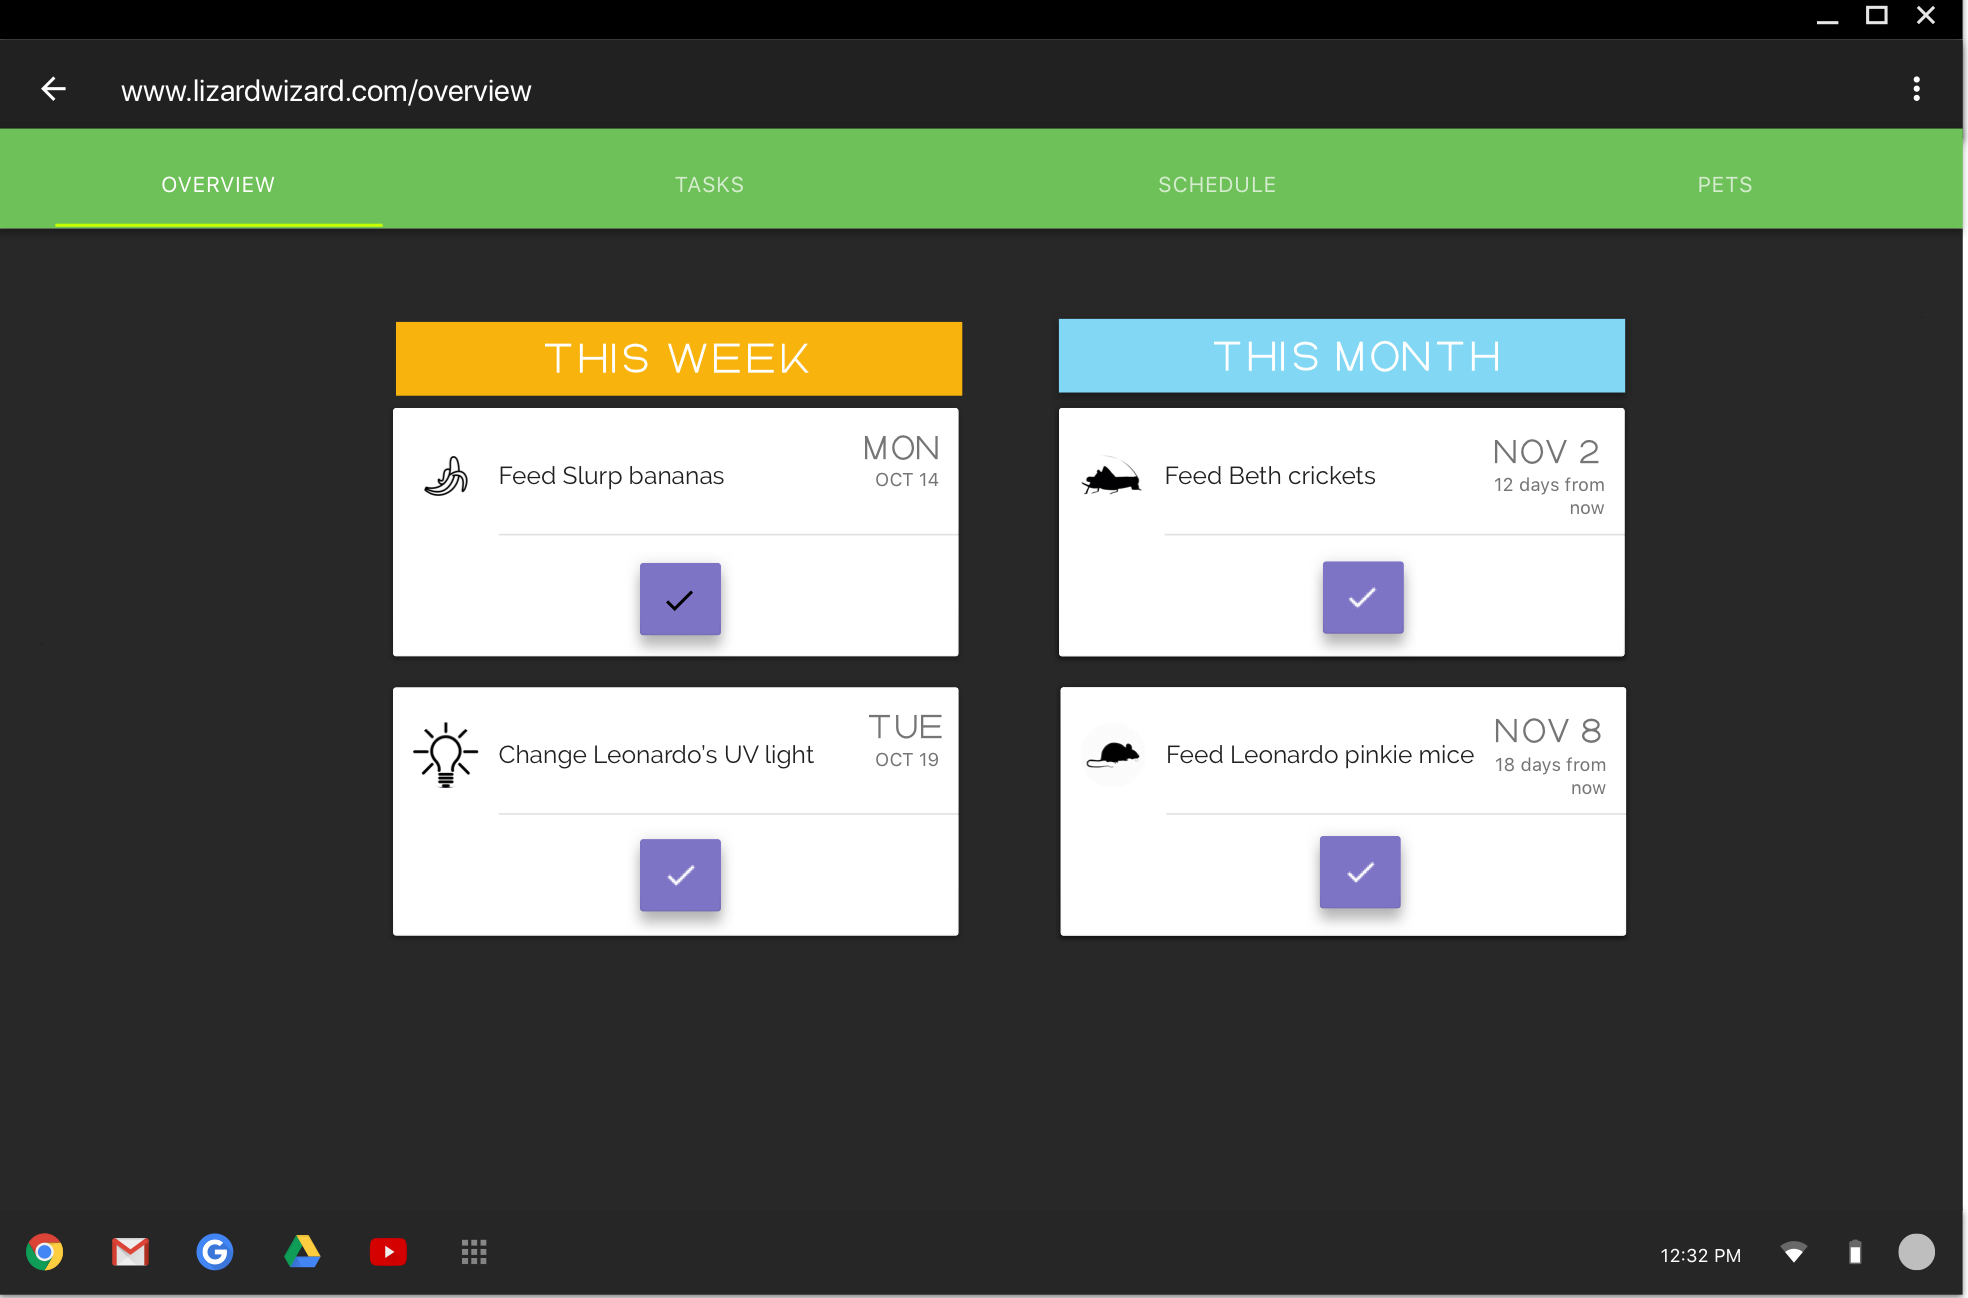 www.lizardwizard.com/overview
OVERVIEW
TASKS
SCHEDULE
PETS
THIS WEEK
Feed Slurp bananas
MON
OCT 14
Change Leonardo's UV light
TUE
OCT 19
THIS MONTH
Feed Beth crickets
NOV 2
12 days from
now
Feed Leonardo pinkie mice
NOV 8
18 days from
now
12:32 PM